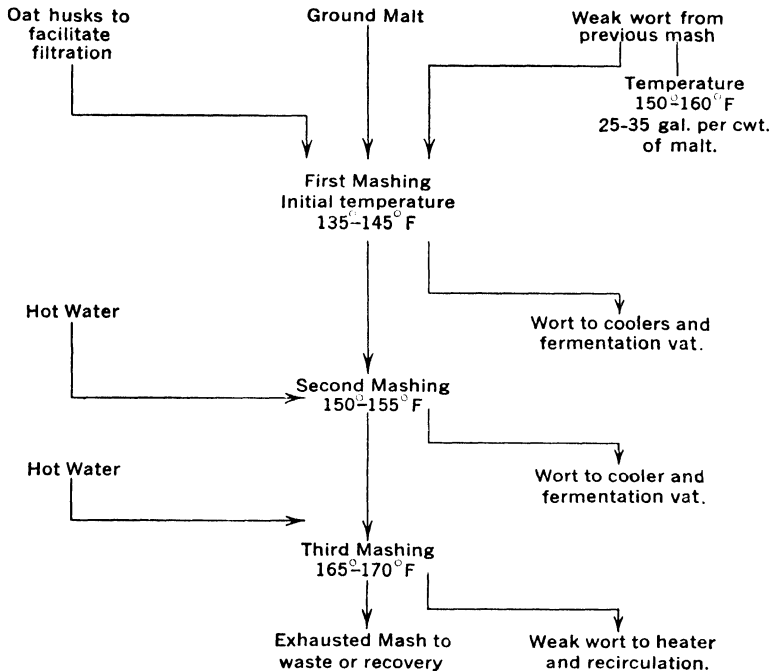 Oat husks to
facilitate
filtration
Ground Malt
Weak wort from
previous mash
Temperature
150°-160°F
25-35 gal. per cwt.
of malt.
First Mashing
Initial temperature
135°-145°F
Hot Water
Wort to coolers and
fermentation vat.
Second Mashing
150°-155°F
Hot Water
Wort to cooler and
fermentation vat.
Third Mashing
165°-170°F
Exhausted Mash to
waste or recovery
Weak wort to heater
and recirculation.